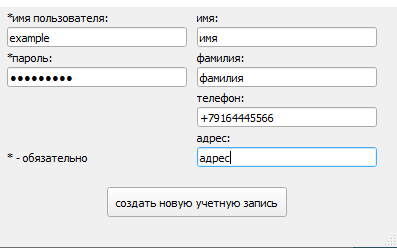 *имя пользователя:
example
*пароль:
●●●●●●●●●
* - обязательно
имя:
имя
фамилия:
фамилия
телефон:
+79164445566
адрес:
адрес
создать новую учетную запись